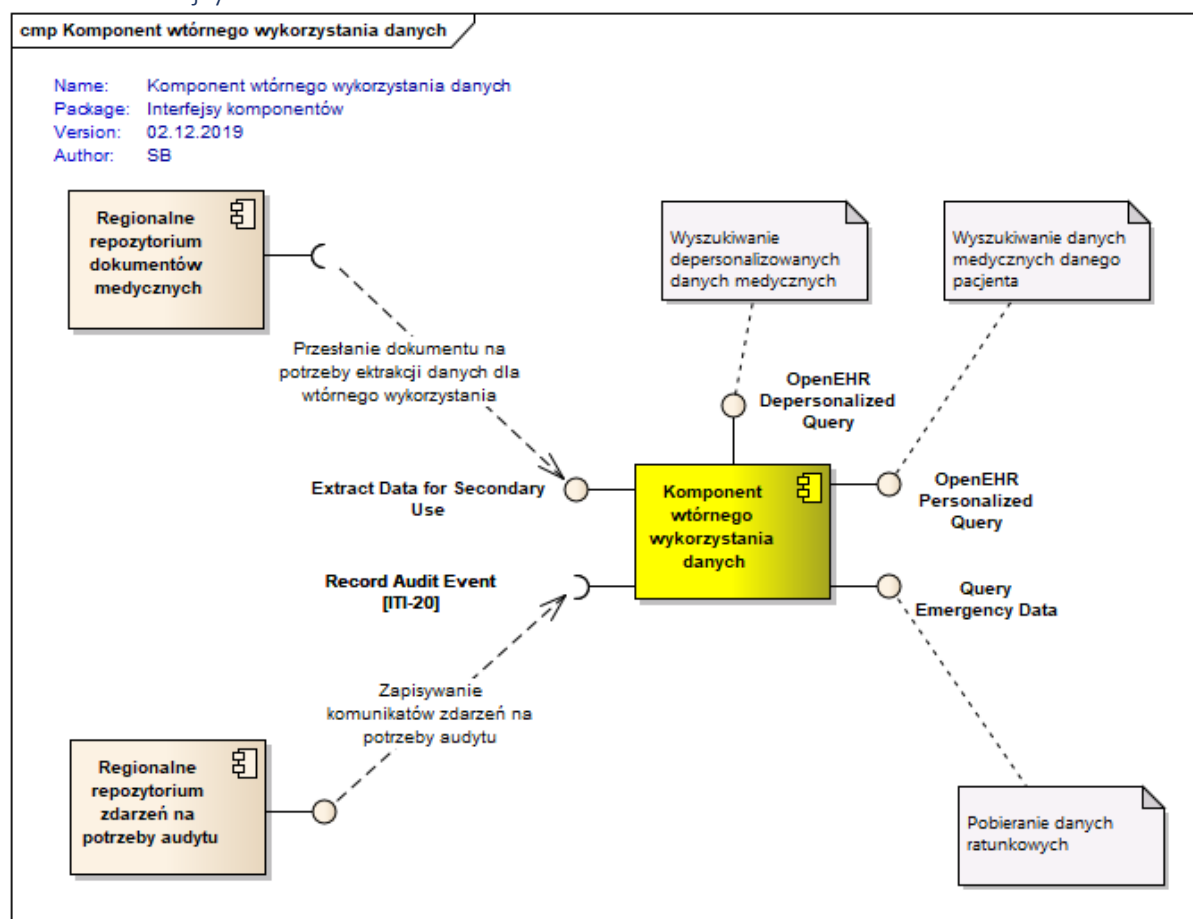 cmp Komponent wtórnego wykorzystania danych
Name: Komponent wtórnego wykorzystania danych
Package: Interfejsy komponentów
Version: 02.12.2019
Author: SB
Regionalne
repozytorium
dokumentów
medycznych
Wyszukiwanie
depersonalizowanych
danych medycznych
Wyszukiwanie danych
medycznych danego
pacjenta
Przesłanie dokumentu na
potrzeby ektrakcji danych dla
wtórnego wykorzystania
OpenEHR
Depersonalized
Query
Extract Data for Secondary
Use
Komponent
wtórnego
wykorzystania
danych
OpenEHR
Personalized
Query
Record Audit Event
[ITI-20]
Query
Emergency Data
Zapisywanie
komunikatów zdarzeń na
potrzeby audytu
Regionalne
repozytorium
zdarzeń na
potrzeby audytu
Pobieranie danych
ratunkowych